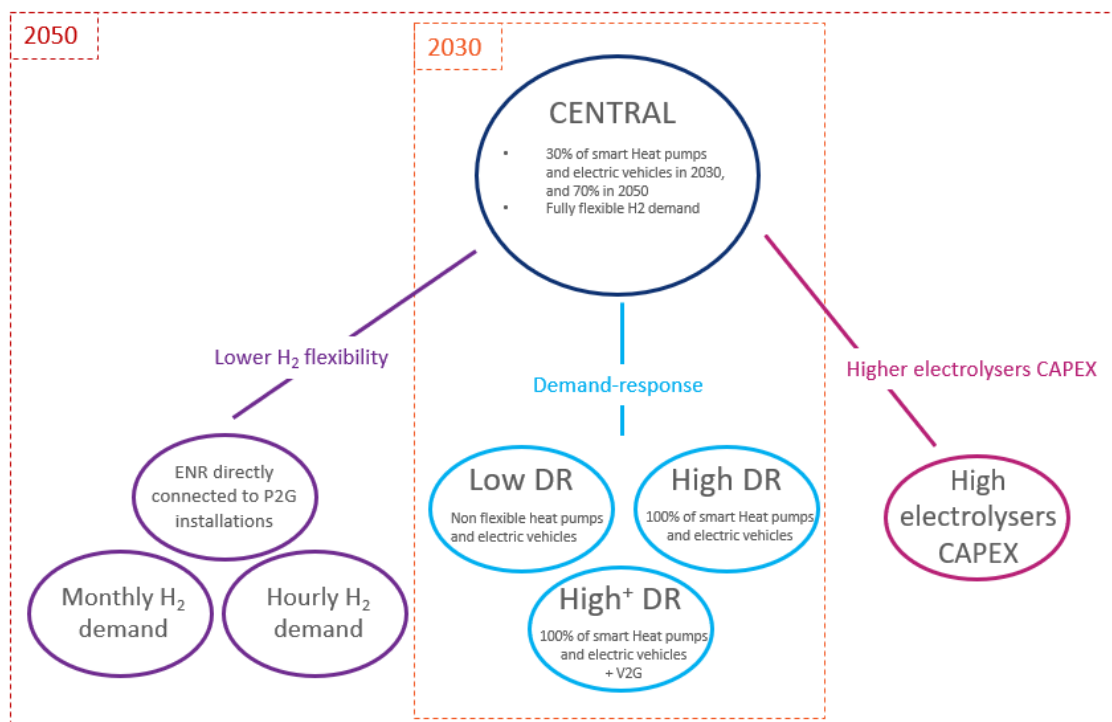 2050
2030
CENTRAL
▪ 30% of smart Heat pumps
and electric vehicles in 2030,
and 70% in 2050
▪ Fully flexible H2 demand
Lower H₂ flexibility
Demand-response
Higher electrolysers CAPEX
ENR directly
connected to P2G
installations
Monthly H₂
demand
Hourly H₂
demand
Low DR
Non flexible heat pumps
and electric vehicles
High DR
100% of smart Heat pumps
and electric vehicles
High⁺ DR
100% of smart Heat pumps
and electric vehicles
+ V2G
High
electrolysers
CAPEX